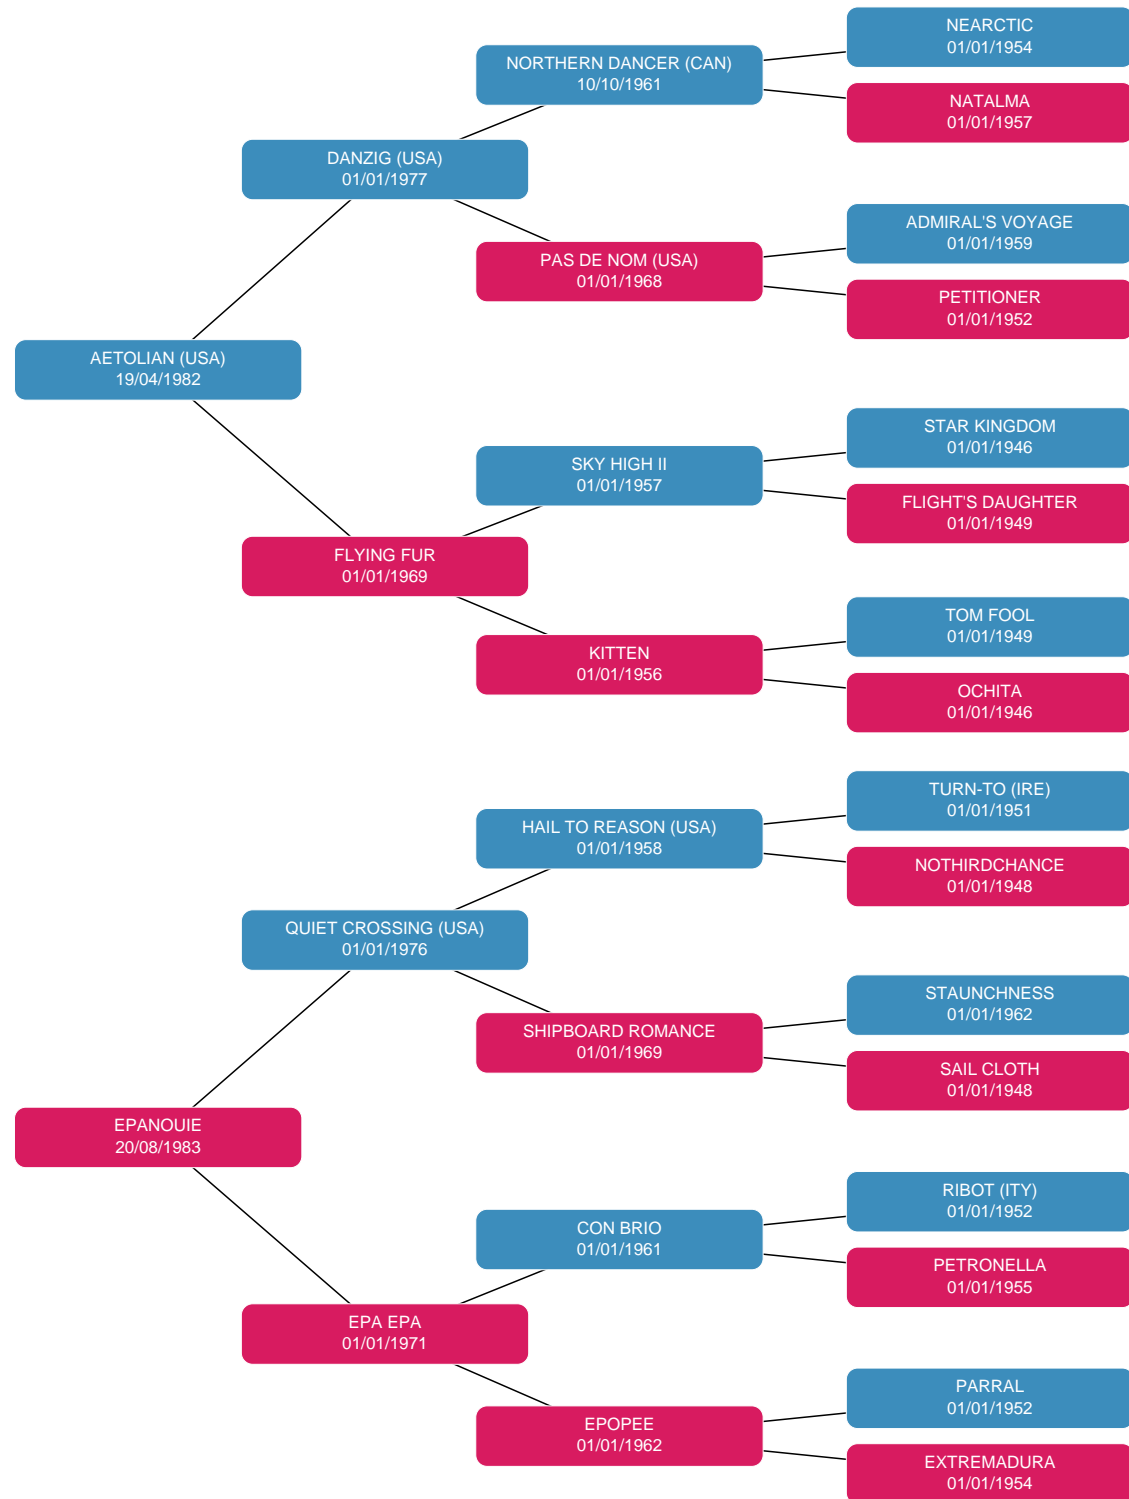 NEARCTIC
01/01/1954
NORTHERN DANCER (CAN)
10/10/1961
NATALMA
01/01/1957
DANZIG (USA)
01/01/1977
ADMIRAL'S VOYAGE
01/01/1959
PAS DE NOM (USA)
01/01/1968
PETITIONER
01/01/1952
AETOLIAN (USA)
19/04/1982
STAR KINGDOM
01/01/1946
SKY HIGH II
01/01/1957
FLIGHT'S DAUGHTER
01/01/1949
FLYING FUR
01/01/1969
TOM FOOL
01/01/1949
KITTEN
01/01/1956
OCHITA
01/01/1946
TURN-TO (IRE)
01/01/1951
HAIL TO REASON (USA)
01/01/1958
NOTHIRDCHANCE
01/01/1948
QUIET CROSSING (USA)
01/01/1976
STAUNCHNESS
01/01/1962
SHIPBOARD ROMANCE
01/01/1969
SAIL CLOTH
01/01/1948
EPANOUIE
20/08/1983
RIBOT (ITY)
01/01/1952
CON BRIO
01/01/1961
PETRONELLA
01/01/1955
EPA EPA
01/01/1971
PARRAL
01/01/1952
EPOPEE
01/01/1962
EXTREMADURA
01/01/1954